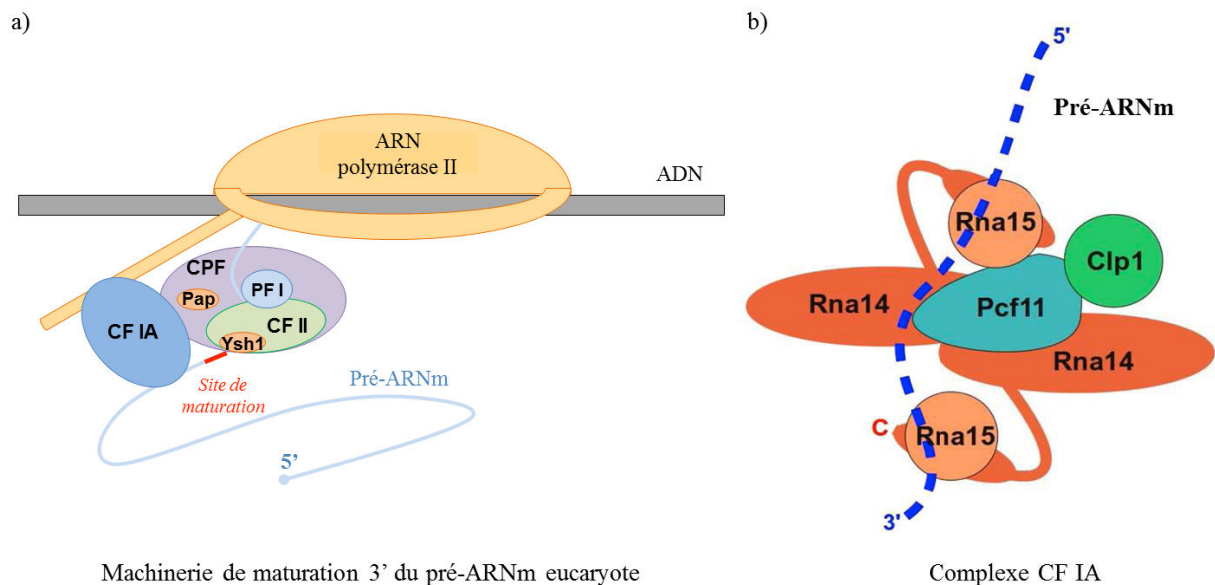 a)
ARN
polymérase II
ADN
CPF
Pap
PF I
CF II
CF IA
Ysh1
Site de
maturation
Pré-ARNm
5’
Machinerie de maturation 3’ du pré-ARNm eucaryote
b)
5'
Pré-ARNm
Rna15
Clp1
Rna14
Pcf11
Rna14
C
Rna15
3'
Complexe CF IA